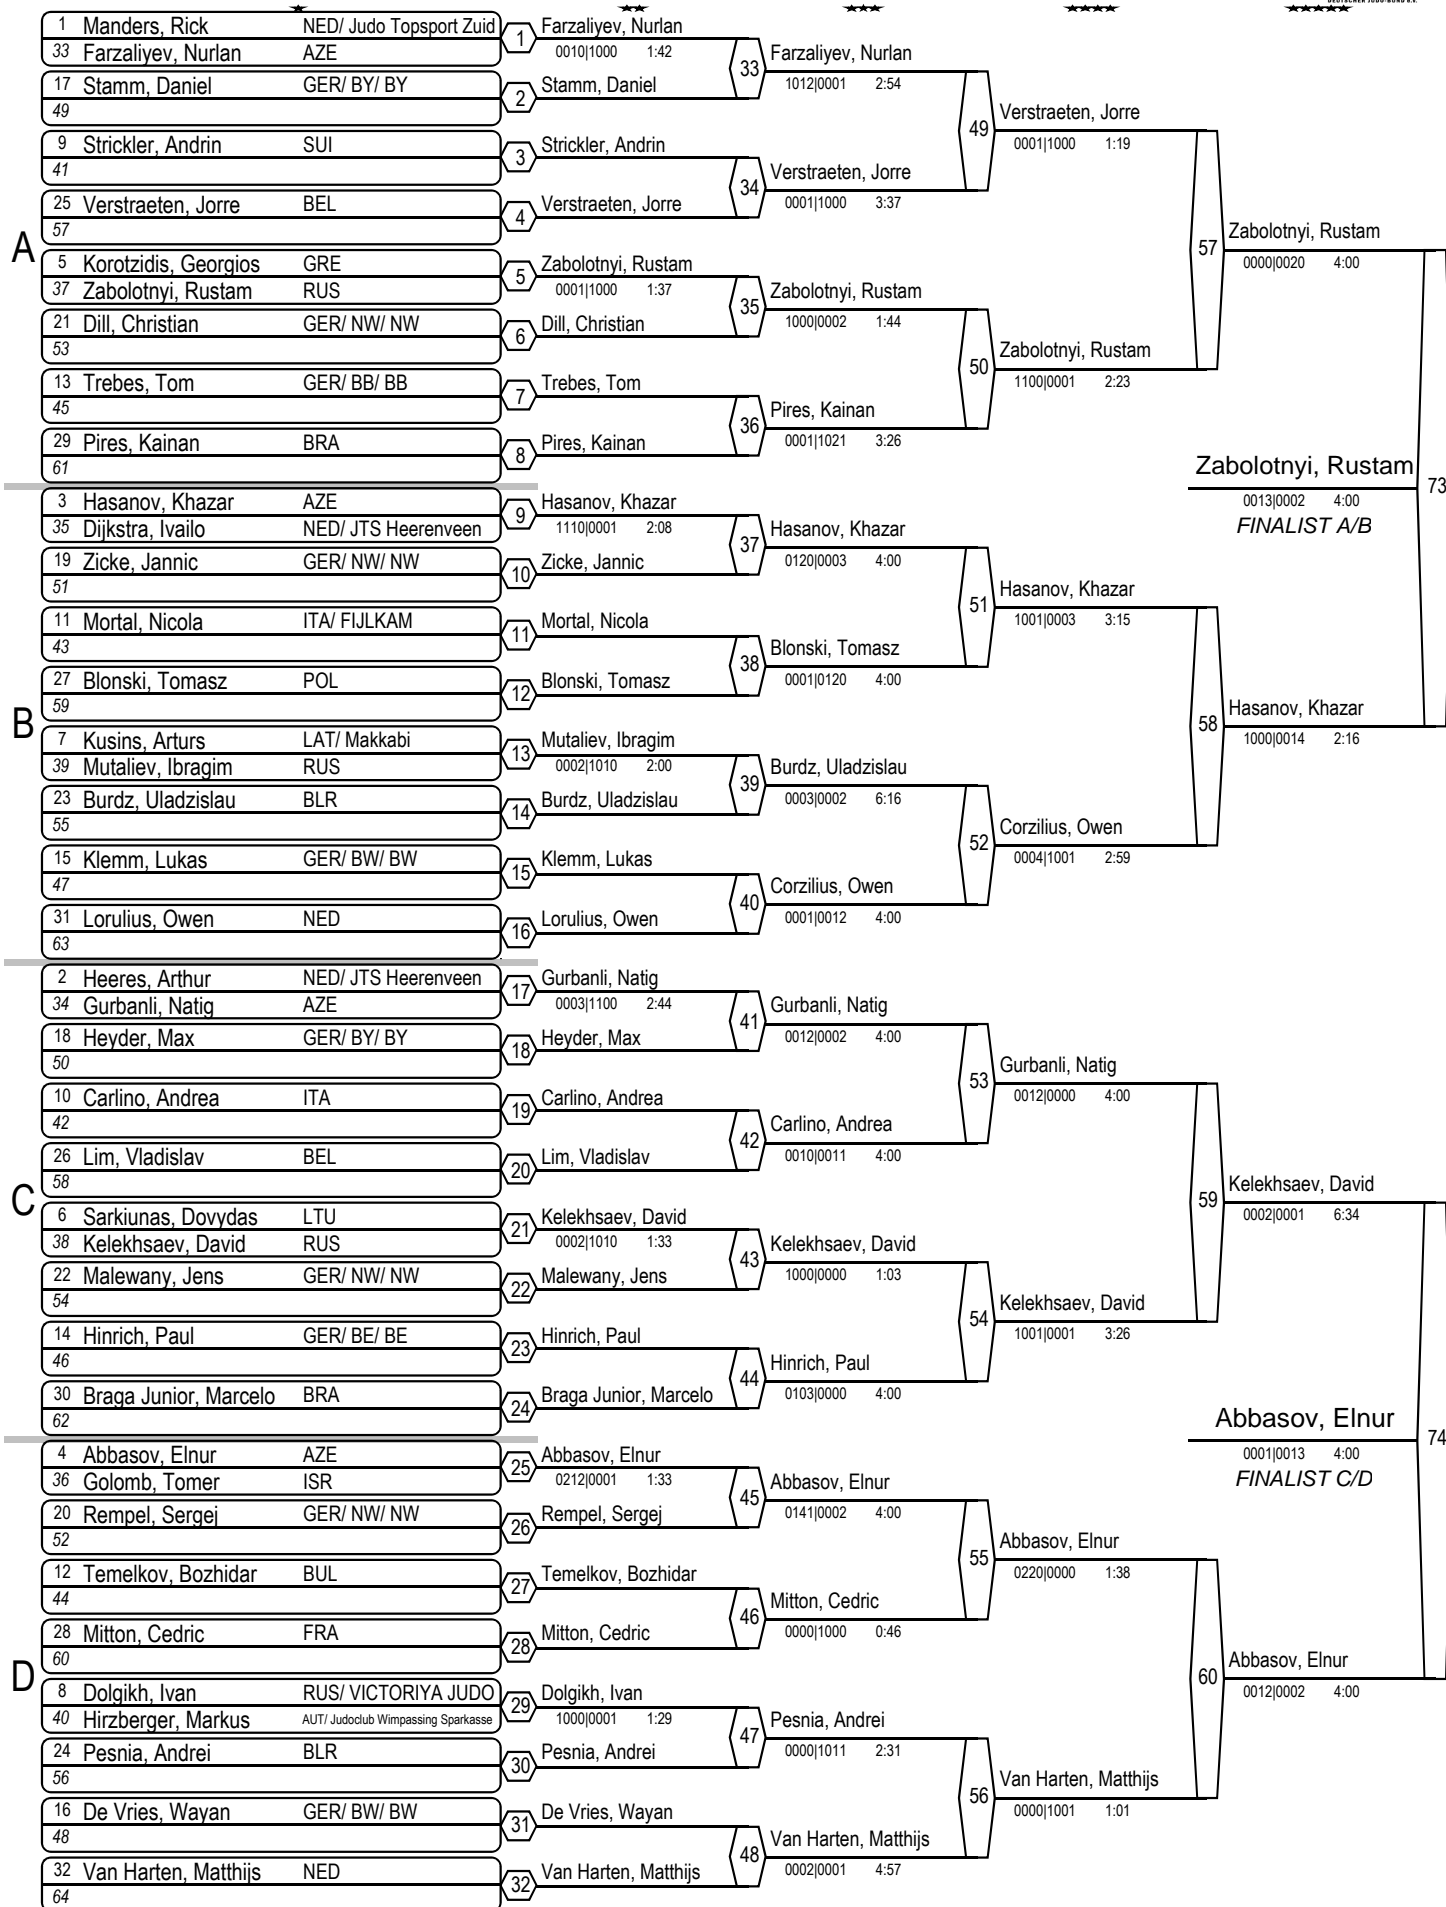 DEUTSCHER JUDO-BUND e.V.
1 Manders, Rick NED/ Judo Topsport Zuid
33 Farzaliyev, Nurlan AZE
1
Farzaliyev, Nurlan
0010|1000 1:42
17 Stamm, Daniel GER/ BY/ BY
49
2
Stamm, Daniel
33
Farzaliyev, Nurlan
1012|0001 2:54
9 Strickler, Andrin SUI
41
3
Strickler, Andrin
25 Verstraeten, Jorre BEL
57
4
Verstraeten, Jorre
34
Verstraeten, Jorre
0001|1000 3:37
49
Verstraeten, Jorre
0001|1000 1:19
A
5 Korotzidis, Georgios GRE
37 Zabolotnyi, Rustam RUS
5
Zabolotnyi, Rustam
0001|1000 1:37
21 Dill, Christian GER/ NW/ NW
53
6
Dill, Christian
35
Zabolotnyi, Rustam
1000|0002 1:44
13 Trebes, Tom GER/ BB/ BB
45
7
Trebes, Tom
29 Pires, Kainan BRA
61
8
Pires, Kainan
36
Pires, Kainan
0001|1021 3:26
50
Zabolotnyi, Rustam
1100|0001 2:23
57
Zabolotnyi, Rustam
0000|0020 4:00
Zabolotnyi, Rustam
0013|0002 4:00
FINALIST A/B
73
3 Hasanov, Khazar AZE
35 Dijkstra, Ivailo NED/ JTS Heerenveen
9
Hasanov, Khazar
1110|0001 2:08
19 Zicke, Jannic GER/ NW/ NW
51
10
Zicke, Jannic
37
Hasanov, Khazar
0120|0003 4:00
11 Mortal, Nicola ITA/ FIJLKAM
43
11
Mortal, Nicola
27 Blonski, Tomasz POL
59
12
Blonski, Tomasz
38
Blonski, Tomasz
0001|0120 4:00
51
Hasanov, Khazar
1001|0003 3:15
B
7 Kusins, Arturs LAT/ Makkabi
39 Mutaliev, Ibragim RUS
13
Mutaliev, Ibragim
0002|1010 2:00
23 Burdz, Uladzislau BLR
55
14
Burdz, Uladzislau
39
Burdz, Uladzislau
0003|0002 6:16
15 Klemm, Lukas GER/ BW/ BW
47
15
Klemm, Lukas
31 Lorulius, Owen NED
63
16
Lorulius, Owen
40
Corzilius, Owen
0001|0012 4:00
52
Corzilius, Owen
0004|1001 2:59
58
Hasanov, Khazar
1000|0014 2:16
2 Heeres, Arthur NED/ JTS Heerenveen
34 Gurbanli, Natig AZE
17
Gurbanli, Natig
0003|1100 2:44
18 Heyder, Max GER/ BY/ BY
50
18
Heyder, Max
41
Gurbanli, Natig
0012|0002 4:00
10 Carlino, Andrea ITA
42
19
Carlino, Andrea
26 Lim, Vladislav BEL
58
20
Lim, Vladislav
42
Carlino, Andrea
0010|0011 4:00
53
Gurbanli, Natig
0012|0000 4:00
C
6 Sarkiunas, Dovydas LTU
38 Kelekhsaev, David RUS
21
Kelekhsaev, David
0002|1010 1:33
22 Malewany, Jens GER/ NW/ NW
54
22
Malewany, Jens
43
Kelekhsaev, David
1000|0000 1:03
14 Hinrich, Paul GER/ BE/ BE
46
23
Hinrich, Paul
30 Braga Junior, Marcelo BRA
62
24
Braga Junior, Marcelo
44
Hinrich, Paul
0103|0000 4:00
54
Kelekhsaev, David
1001|0001 3:26
59
Kelekhsaev, David
0002|0001 6:34
Abbasov, Elnur
0001|0013 4:00
FINALIST C/D
74
4 Abbasov, Elnur AZE
36 Golomb, Tomer ISR
25
Abbasov, Elnur
0212|0001 1:33
20 Rempel, Sergej GER/ NW/ NW
52
26
Rempel, Sergej
45
Abbasov, Elnur
0141|0002 4:00
12 Temelkov, Bozhidar BUL
44
27
Temelkov, Bozhidar
28 Mitton, Cedric FRA
60
28
Mitton, Cedric
46
Mitton, Cedric
0000|1000 0:46
55
Abbasov, Elnur
0220|0000 1:38
D
8 Dolgikh, Ivan RUS/ VICTORIYA JUDO
40 Hirzberger, Markus AUT/ Judoclub Wimpassing Sparkasse
29
Dolgikh, Ivan
1000|0001 1:29
24 Pesnia, Andrei BLR
56
30
Pesnia, Andrei
47
Pesnia, Andrei
0000|1011 2:31
16 De Vries, Wayan GER/ BW/ BW
48
31
De Vries, Wayan
32 Van Harten, Matthijs NED
64
32
Van Harten, Matthijs
48
Van Harten, Matthijs
0002|0001 4:57
56
Van Harten, Matthijs
0000|1001 1:01
60
Abbasov, Elnur
0012|0002 4:00